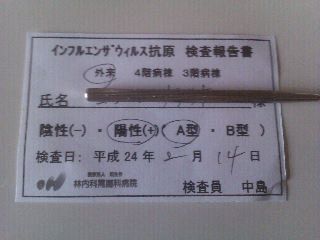 インフルエンザウィルス抗原 検査報告書
外来 4階病棟 3階病棟
氏名 様
陰性(-)・陽性(+)( A型 ・ B型 )
検査日: 平成24年 2月 14日
林内科胃腸科病院
検査員 中島